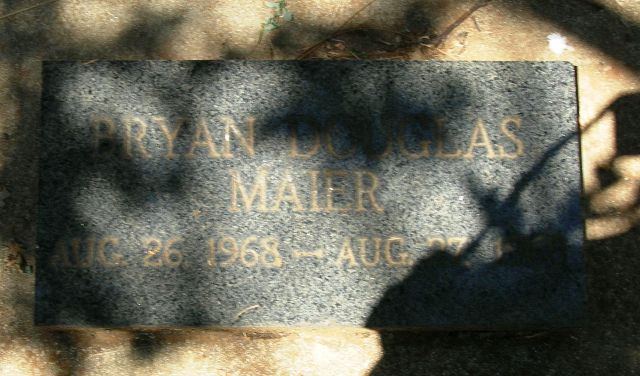 BRYAN DOUGLAS
MAIER
AUG. 26, 1968 — AUG. 27,